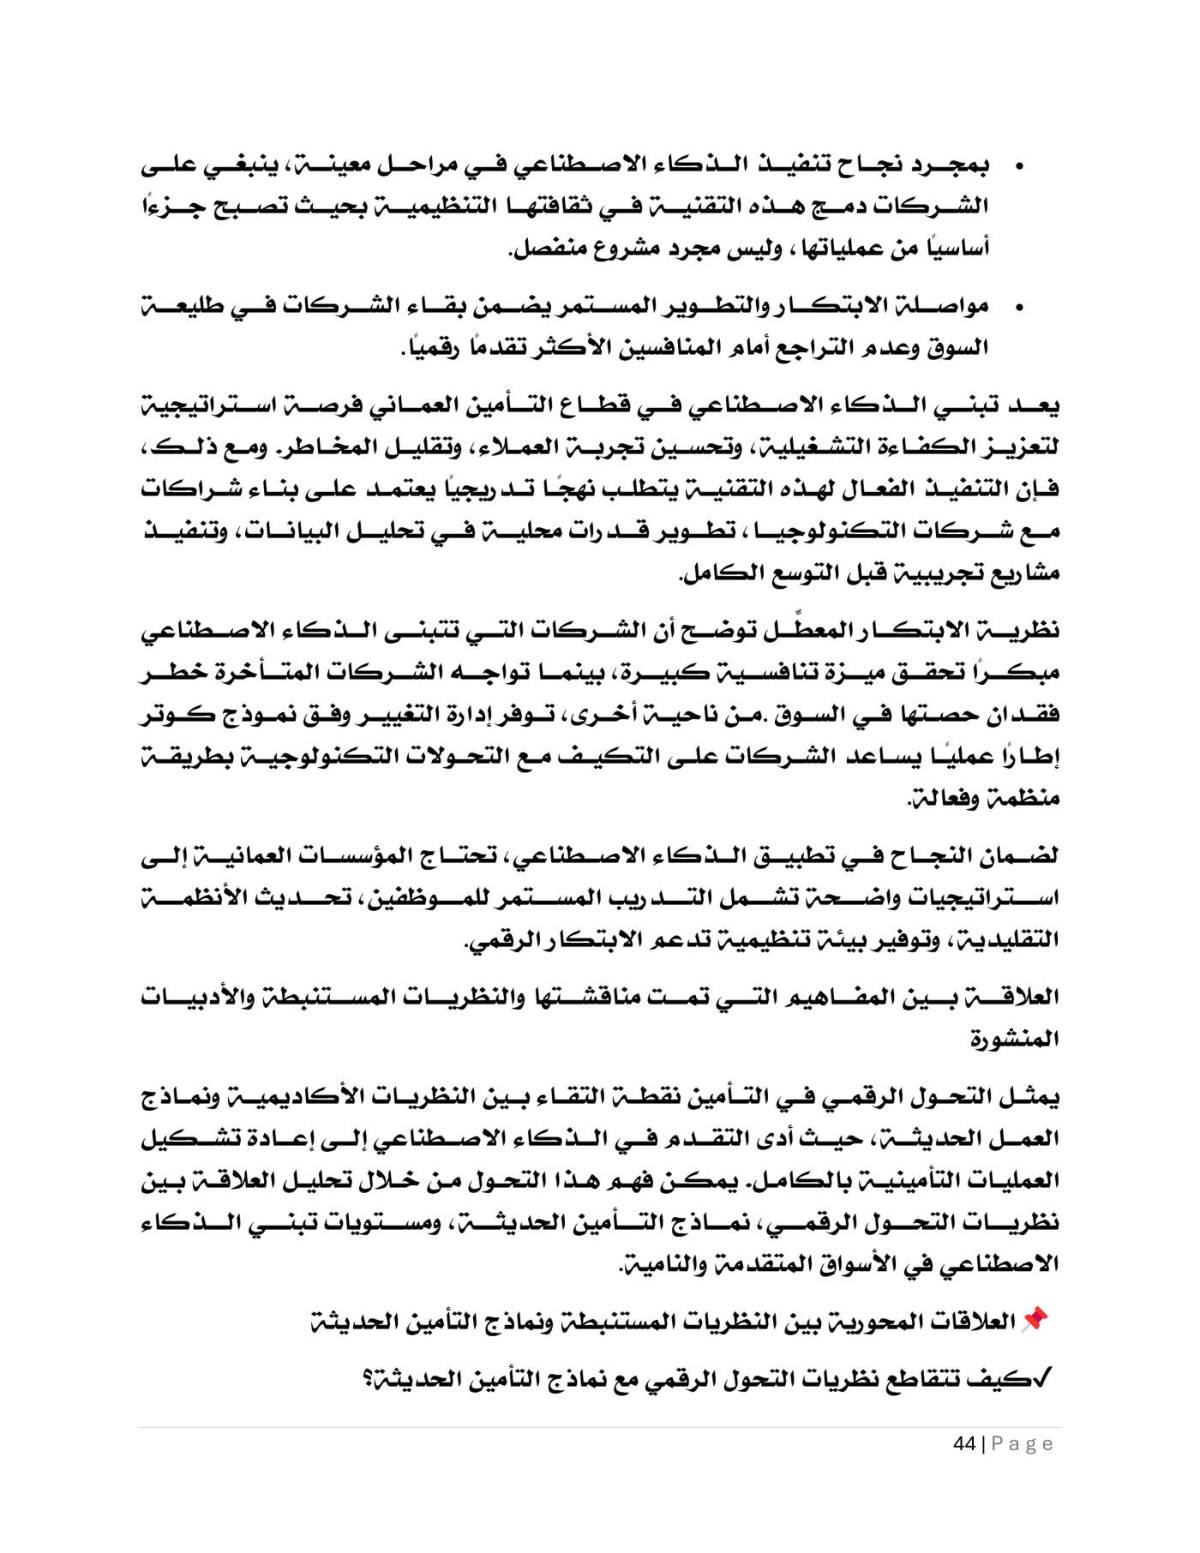 • بمجرد نجاح تنفيذ الذكاء الاصطناعي في مراحل معينة، ينبغي على
الشركات دمج هذه التقنية في ثقافتها التنظيمية بحيث تصبح جزءًا
أساسيًا من عملياتها، وليس مجرد مشروع منفصل.
• مواصلة الابتكار والتطوير المستمر يضمن بقاء الشركات في طليعة
السوق وعدم التراجع أمام المنافسين الأكثر تقدمًا رقميًا.
يعد تبني الذكاء الاصطناعي في قطاع التأمين العماني فرصة استراتيجية
لتعزيز الكفاءة التشغيلية، وتحسين تجربة العملاء، وتقليل المخاطر. ومع ذلك،
فإن التنفيذ الفعال لهذه التقنية يتطلب نهجًا تدريجيًا يعتمد على بناء شراكات
مع شركات التكنولوجيا، تطوير قدرات محلية في تحليل البيانات، وتنفيذ
مشاريع تجريبية قبل التوسع الكامل.
نظرية الابتكار المعطّل توضح أن الشركات التي تتبنى الذكاء الاصطناعي
مبكرًا تحقق ميزة تنافسية كبيرة، بينما تواجه الشركات المتأخرة خطر
فقدان حصتها في السوق .من ناحية أخرى، توفر إدارة التغيير وفق نموذج كوتر
إطارًا عمليًا يساعد الشركات على التكيف مع التحولات التكنولوجية بطريقة
منظمة وفعالة.
لضمان النجاح في تطبيق الذكاء الاصطناعي، تحتاج المؤسسات العمانية إلى
استراتيجيات واضحة تشمل التدريب المستمر للموظفين، تحديث الأنظمة
التقليدية، وتوفير بيئة تنظيمية تدعم الابتكار الرقمي.
العلاقة بين المفاهيم التي تمت مناقشتها والنظريات المستنبطة والأدبيات
المنشورة
يمثل التحول الرقمي في التأمين نقطة التقاء بين النظريات الأكاديمية ونماذج
العمل الحديثة، حيث أدى التقدم في الذكاء الاصطناعي إلى إعادة تشكيل
العمليات التأمينية بالكامل. يمكن فهم هذا التحول من خلال تحليل العلاقة بين
نظريات التحول الرقمي، نماذج التأمين الحديثة، ومستويات تبني الذكاء
الاصطناعي في الأسواق المتقدمة والنامية.
📌 العلاقات المحورية بين النظريات المستنبطة ونماذج التأمين الحديثة
✓كيف تتقاطع نظريات التحول الرقمي مع نماذج التأمين الحديثة؟
44 | Page